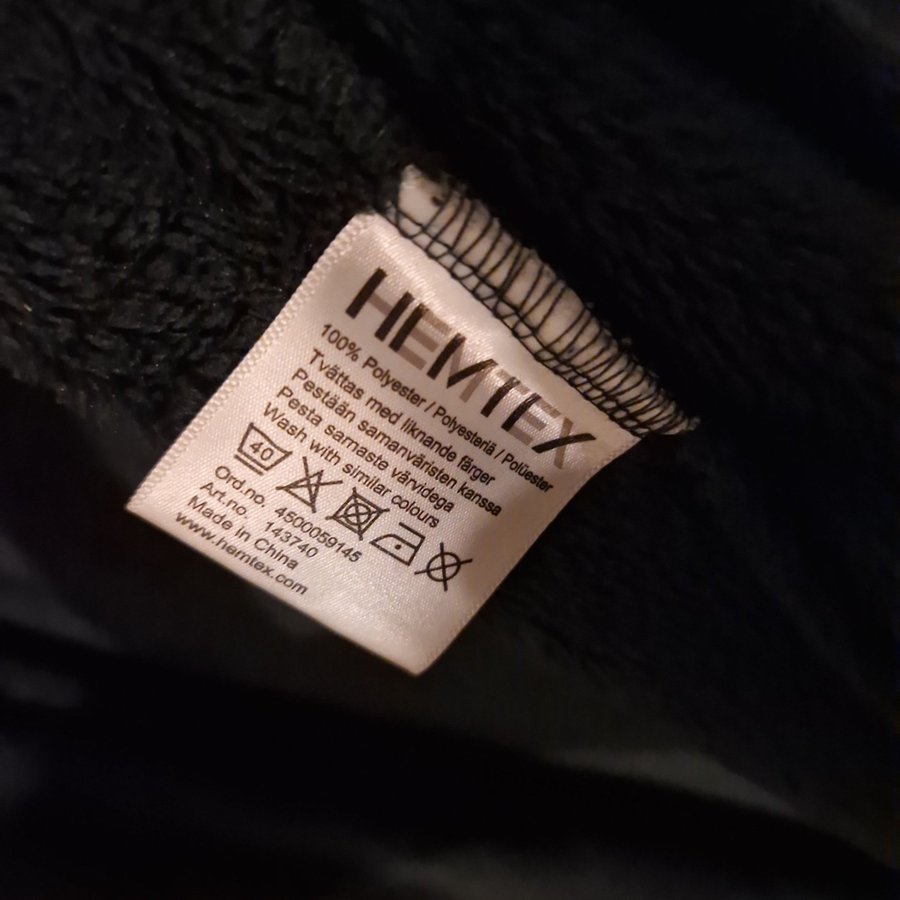 HEMTEX
100% Polyester / Polyesteriä / Polüester
Tvättas med liknande färger
Pestään samanväristen kanssa
Pesta sarnaste värvidega
Wash with similar colours
40
Ord.no. 4500059145
Art.no. 143740
Made in China
www.hemtex.com